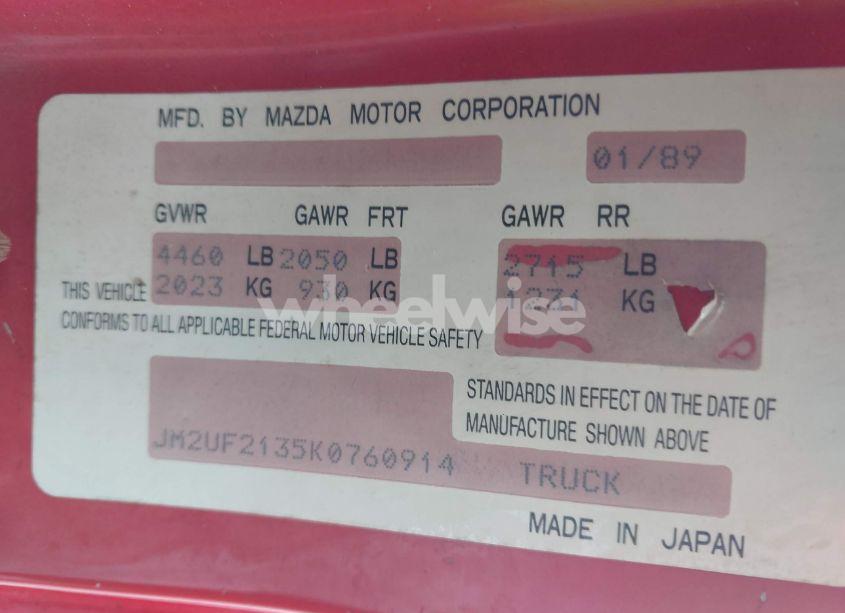 MFD. BY MAZDA MOTOR CORPORATION
01/89
GVWR GAWR FRT GAWR RR
4460 LB 2050 LB 2715 LB
THIS VEHICLE 2023 KG 930 KG 1231 KG
CONFORMS TO ALL APPLICABLE FEDERAL MOTOR VEHICLE SAFETY
STANDARDS IN EFFECT ON THE DATE OF
MANUFACTURE SHOWN ABOVE
JM2UF2135K0760914 TRUCK
MADE IN JAPAN
wheelwise